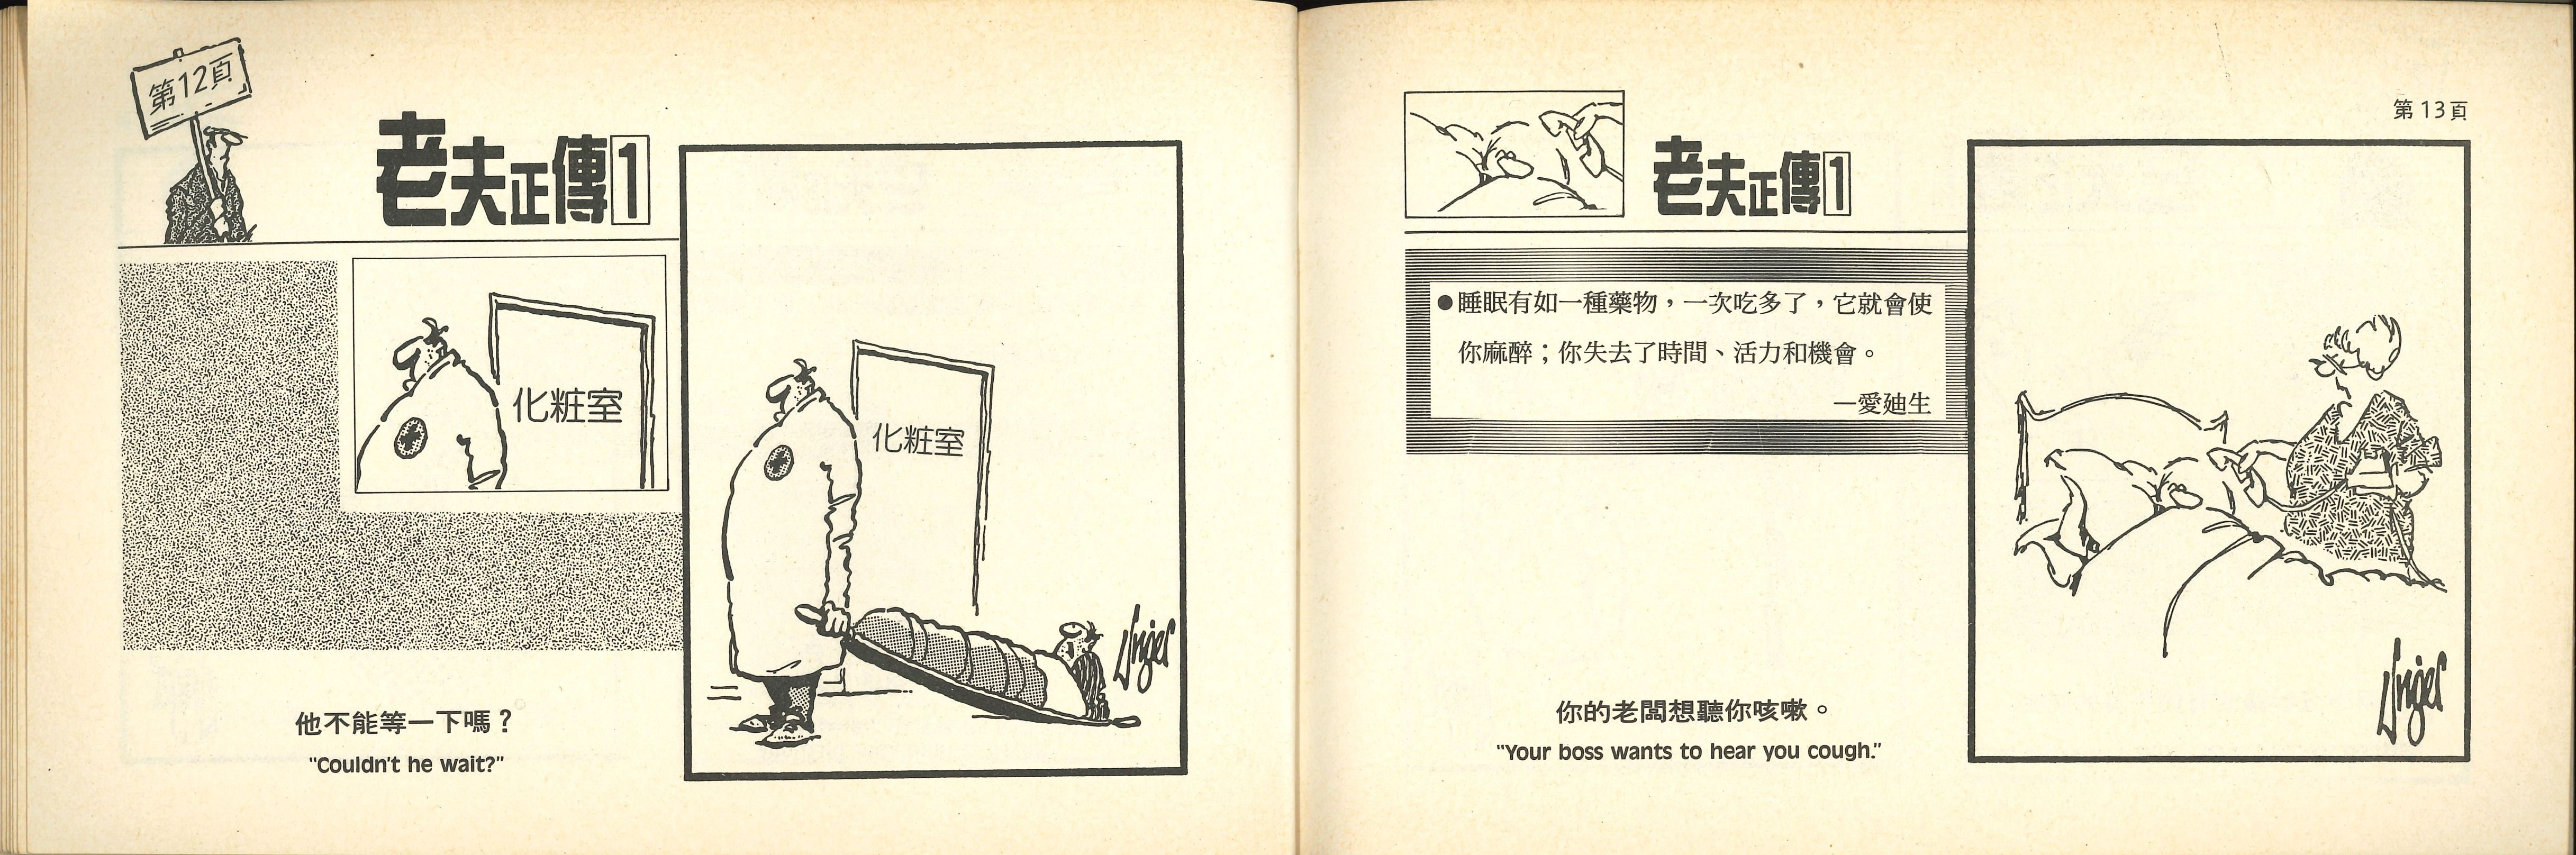 第12頁
老夫正傳1
化粧室
化粧室
Unger
他不能等一下嗎？
"Couldn't he wait?"
第13頁
老夫正傳1
●睡眠有如一種藥物，一次吃多了，它就會使
你麻醉；你失去了時間、活力和機會。
—愛廸生
Unger
你的老闆想聽你咳嗽。
"Your boss wants to hear you cough."